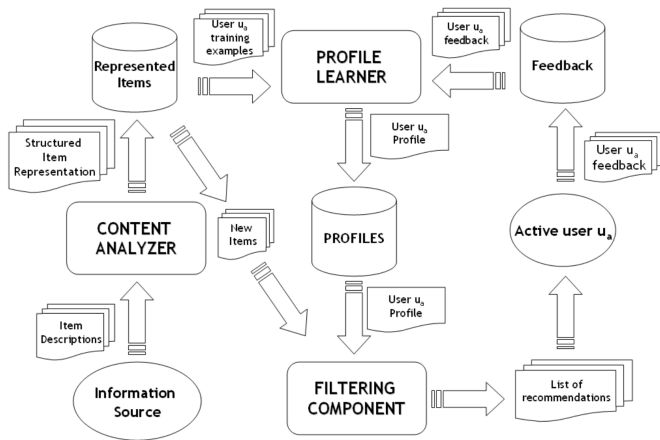 User uₐ
training
examples
PROFILE
LEARNER
User uₐ
feedback
Represented
Items
Feedback
Structured
Item
Representation
User uₐ
Profile
User uₐ
feedback
CONTENT
ANALYZER
New
Items
PROFILES
Active user uₐ
Item
Descriptions
User uₐ
Profile
Information
Source
FILTERING
COMPONENT
List of
recommendations